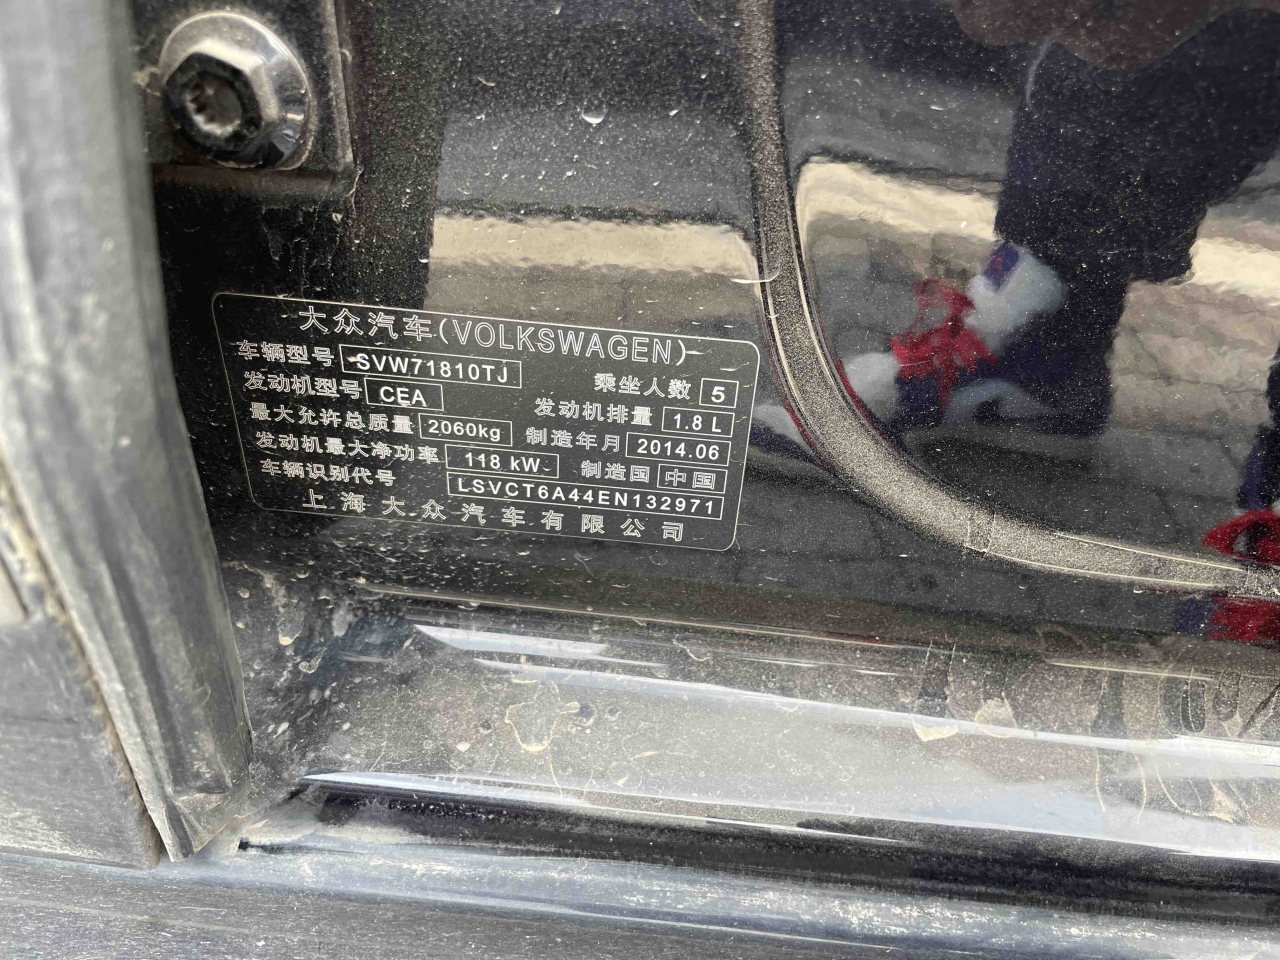 大众汽车(VOLKSWAGEN)
车辆型号 SVW71810TJ 乘坐人数 5
发动机型号 CEA 发动机排量 1.8 L
最大允许总质量 2060kg 制造年月 2014.06
发动机最大净功率 118 kW 制造国 中国
车辆识别代号 LSVCT6A44EN132971
上海大众汽车有限公司